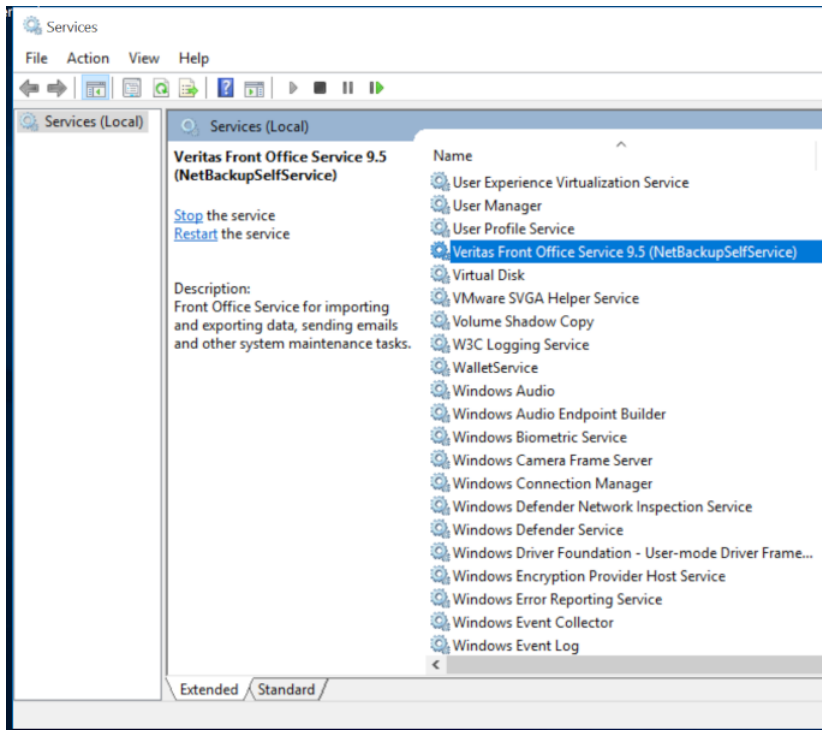 Services
File Action View Help
Services (Local)
Services (Local)
Veritas Front Office Service 9.5
(NetBackupSelfService)
Stop the service
Restart the service
Description:
Front Office Service for importing
and exporting data, sending emails
and other system maintenance tasks.
Name
User Experience Virtualization Service
User Manager
User Profile Service
Veritas Front Office Service 9.5 (NetBackupSelfService)
Virtual Disk
VMware SVGA Helper Service
Volume Shadow Copy
W3C Logging Service
WalletService
Windows Audio
Windows Audio Endpoint Builder
Windows Biometric Service
Windows Camera Frame Server
Windows Connection Manager
Windows Defender Network Inspection Service
Windows Defender Service
Windows Driver Foundation - User-mode Driver Frame...
Windows Encryption Provider Host Service
Windows Error Reporting Service
Windows Event Collector
Windows Event Log
Extended Standard